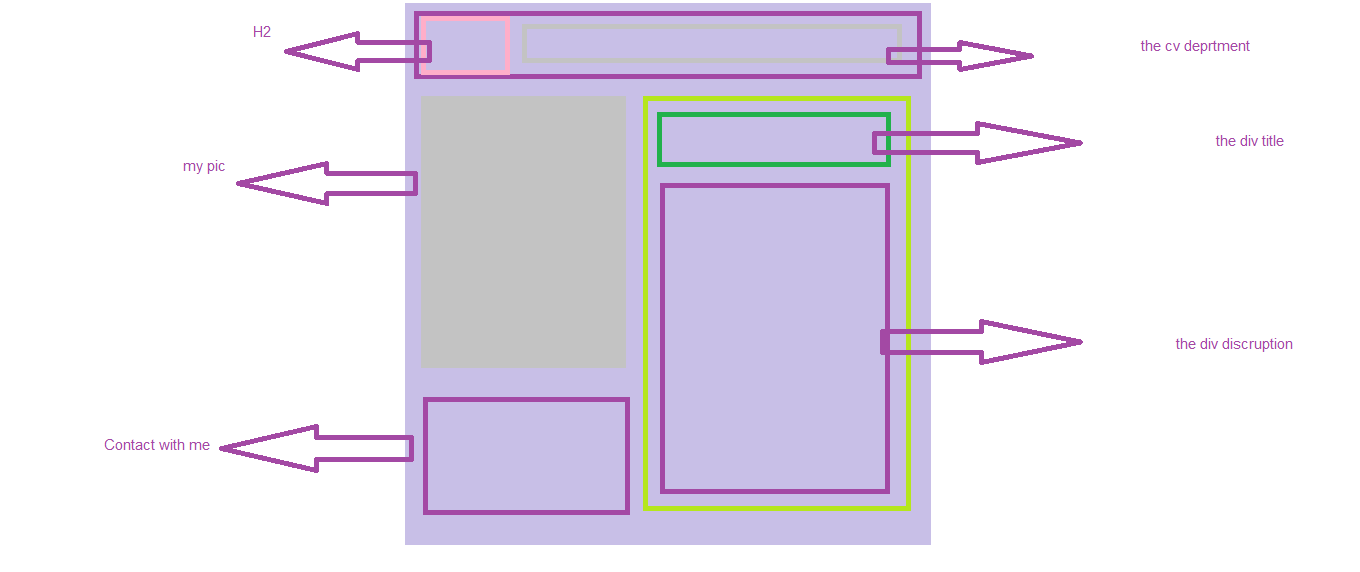 H2
the cv deprtment
the div title
my pic
the div discruption
Contact with me